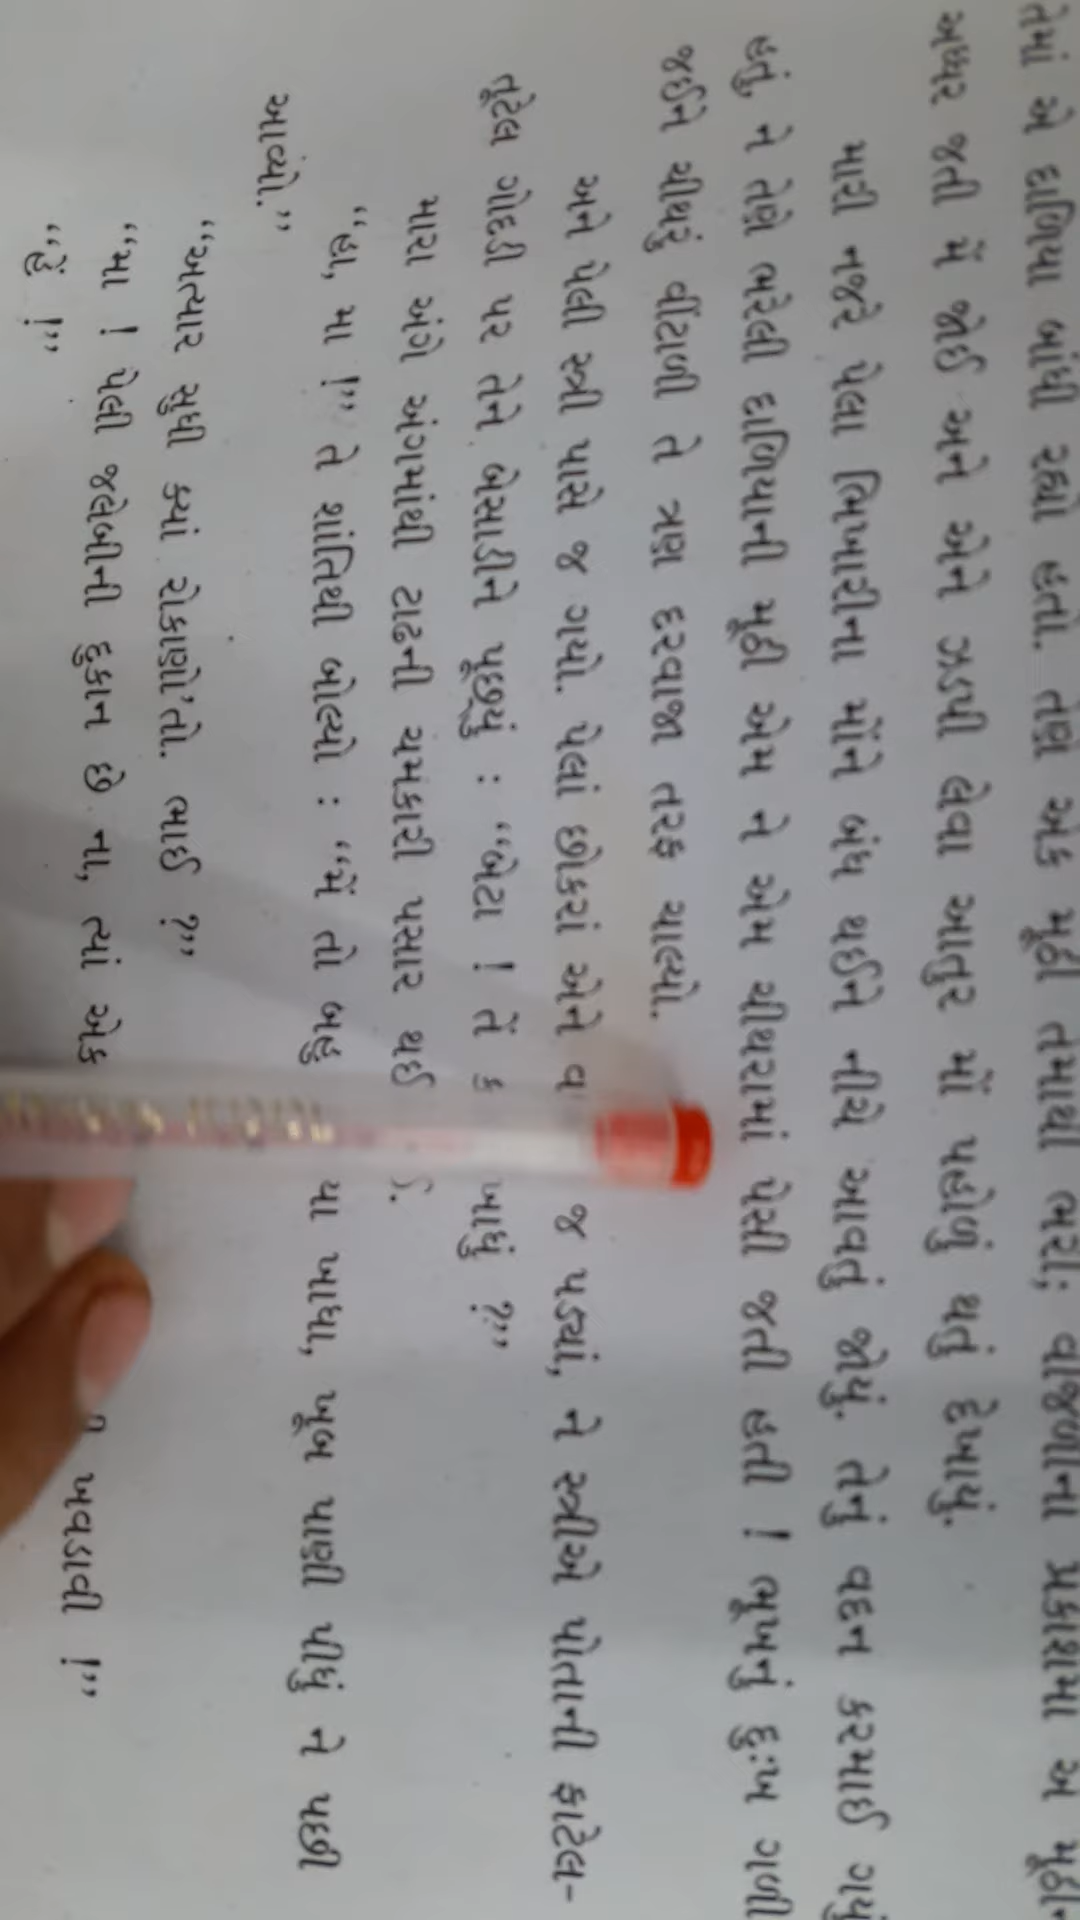 તેમાં એ દાળિયા બાંધી રહ્યો હતો. તેણે એક મૂઠી તેમાંથી ભરી; વીજળીના પ્રકાશમાં એ
અધ્ધર જતી મેં જોઈ અને એને ઝડપી લેવા આતુર મોં પહોળું થતું દેખાયું.
મારી નજરે પેલા ભિખારીના મોંને બંધ થઈને નીચે આવતું જોયું. તેનું વદન કરમાઈ ગયું
હતું, ને તેણે ભરેલી દાળિયાની મૂઠી એમ ને એમ ચીથરામાં પેસી જતી હતી ! ભૂખનું દુઃખ ગળી
જઈને ચીથરું વીંટાળી તે ત્રણ દરવાજા તરફ ચાલ્યો.
અને પેલી સ્ત્રી પાસે જ ગયો. પેલાં છોકરાં એને વ જ પડ્યાં, ને સ્ત્રીએ પોતાની ફાટેલ-
તૂટેલ ગોદડી પર તેને બેસાડીને પૂછ્યું : “બેટા ! તેં ક ખાધું ?”
મારા અંગે અંગમાંથી ટાઢની ચમકારી પસાર થઈ
“હા, મા !” તે શાંતિથી બોલ્યો : “મેં તો બહુ યા ખાધા, ખૂબ પાણી પીધું ને પછી
આવ્યો.”
“અત્યાર સુધી ક્યાં રોકાણો’તો. ભાઈ ?”
“મા ! પેલી જલેબીની દુકાન છે ના, ત્યાં એક ખવડાવી !”
“હેં !”